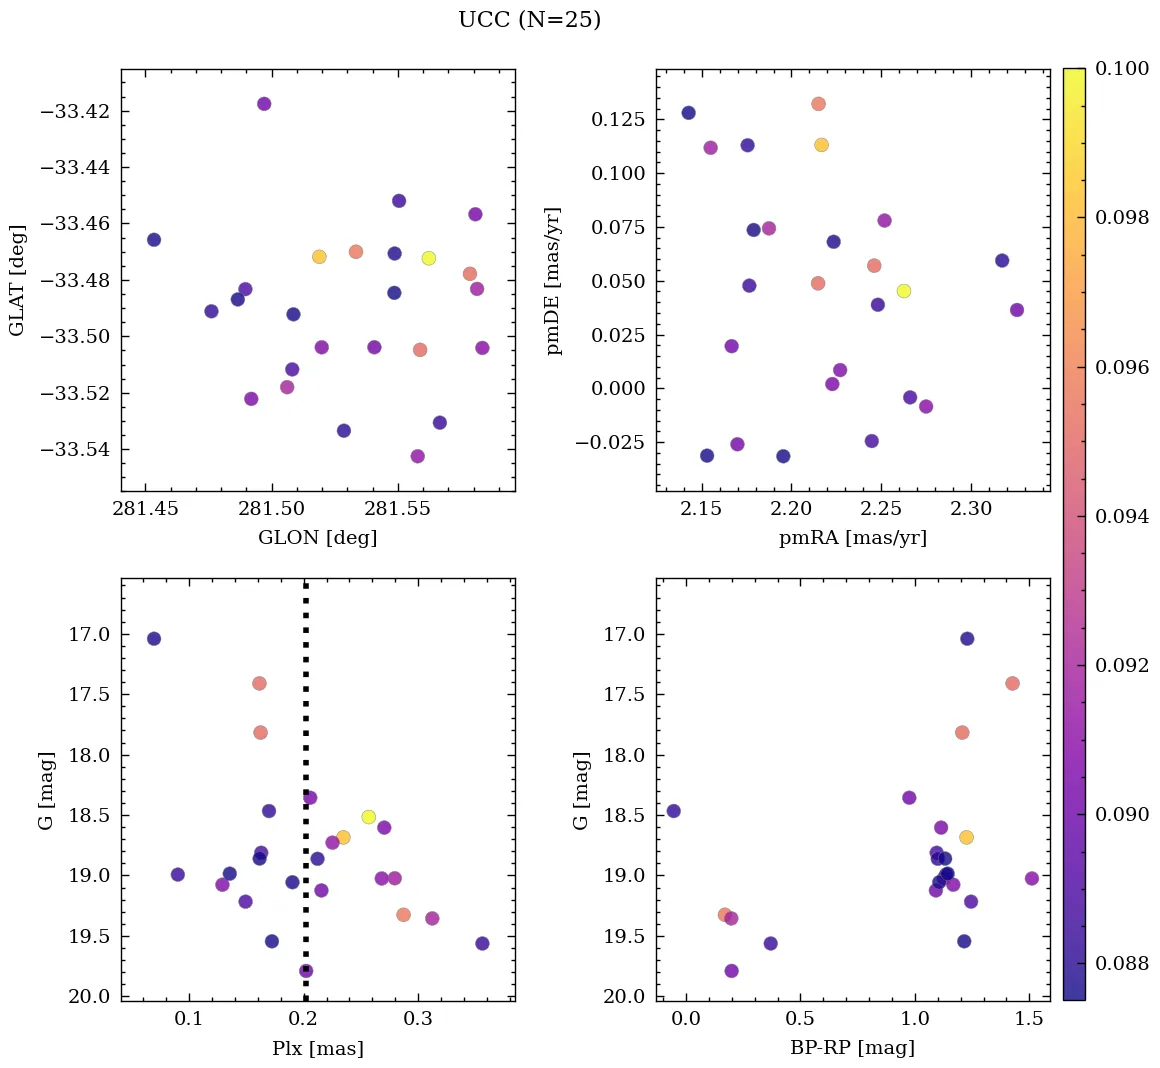 UCC (N=25)
−33.42
−33.44
−33.46
−33.48
−33.50
−33.52
−33.54
GLAT [deg]
281.45 281.50 281.55
GLON [deg]
0.125
0.100
0.075
0.050
0.025
0.000
−0.025
pmDE [mas/yr]
2.15 2.20 2.25 2.30
pmRA [mas/yr]
17.0
17.5
18.0
18.5
19.0
19.5
20.0
G [mag]
0.1 0.2 0.3
Plx [mas]
17.0
17.5
18.0
18.5
19.0
19.5
20.0
G [mag]
0.0 0.5 1.0 1.5
BP-RP [mag]
0.100
0.098
0.096
0.094
0.092
0.090
0.088